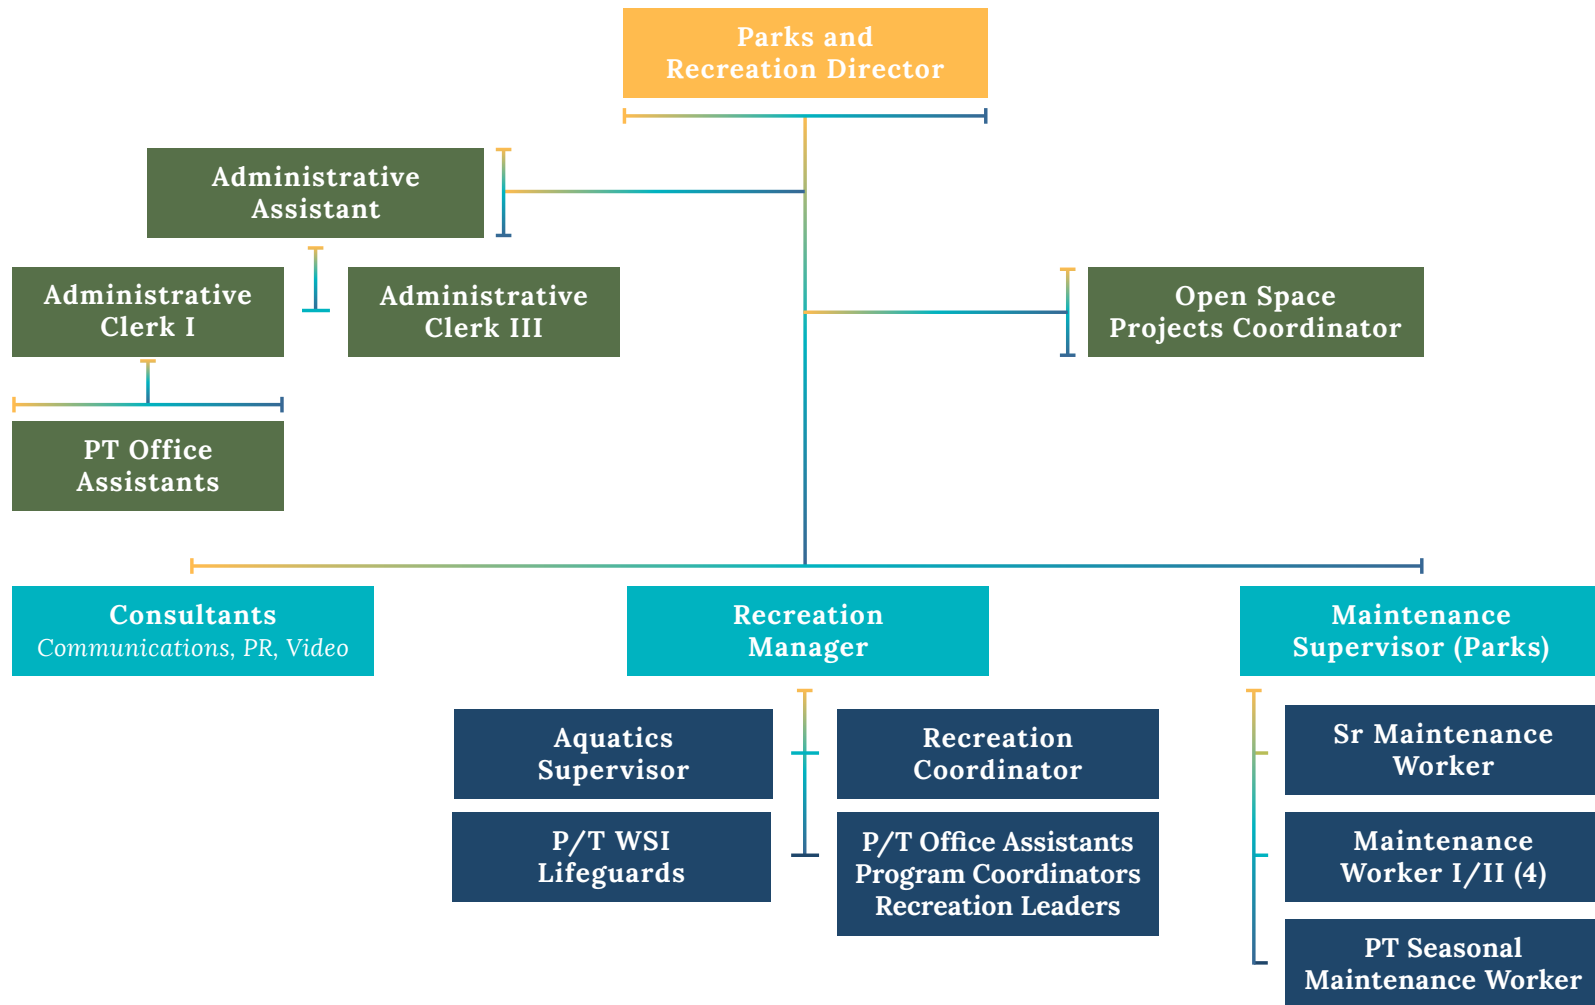 Parks and
Recreation Director
Administrative
Assistant
Administrative
Clerk I
Administrative
Clerk III
Open Space
Projects Coordinator
PT Office
Assistants
Consultants
Communications, PR, Video
Recreation
Manager
Maintenance
Supervisor (Parks)
Aquatics
Supervisor
Recreation
Coordinator
Sr Maintenance
Worker
P/T WSI
Lifeguards
P/T Office Assistants
Program Coordinators
Recreation Leaders
Maintenance
Worker I/II (4)
PT Seasonal
Maintenance Worker